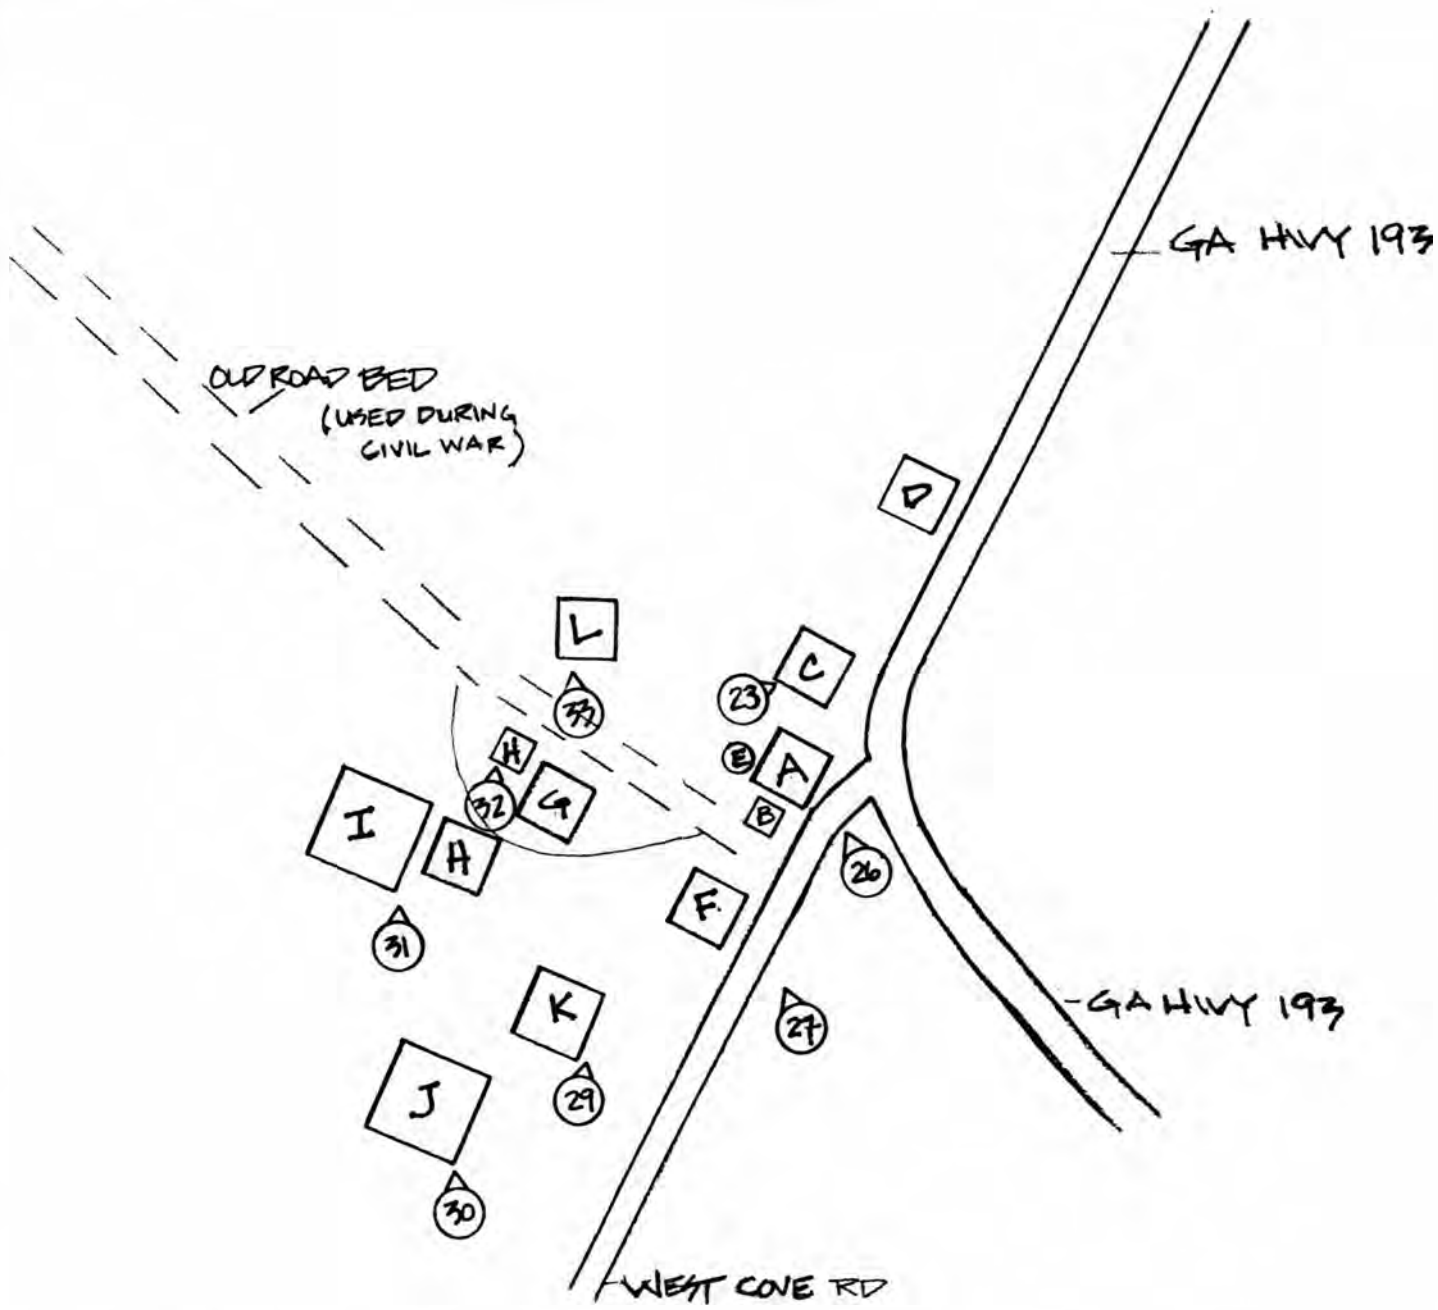 GA HWY 193
OLD ROAD BED
(USED DURING
CIVIL WAR)
D
L
C
23
33
E
A
H
32
G
B
I
H
26
F
31
K
27
GA HWY 193
J
29
30
WEST COVE RD